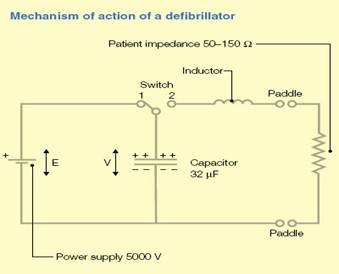 Mechanism of action of a defibrillator
Patient impedance 50–150 Ω
Inductor
Switch
1 2
Paddle
+
E
V
+ + + +
– – – –
Capacitor
32 µF
Paddle
Power supply 5000 V